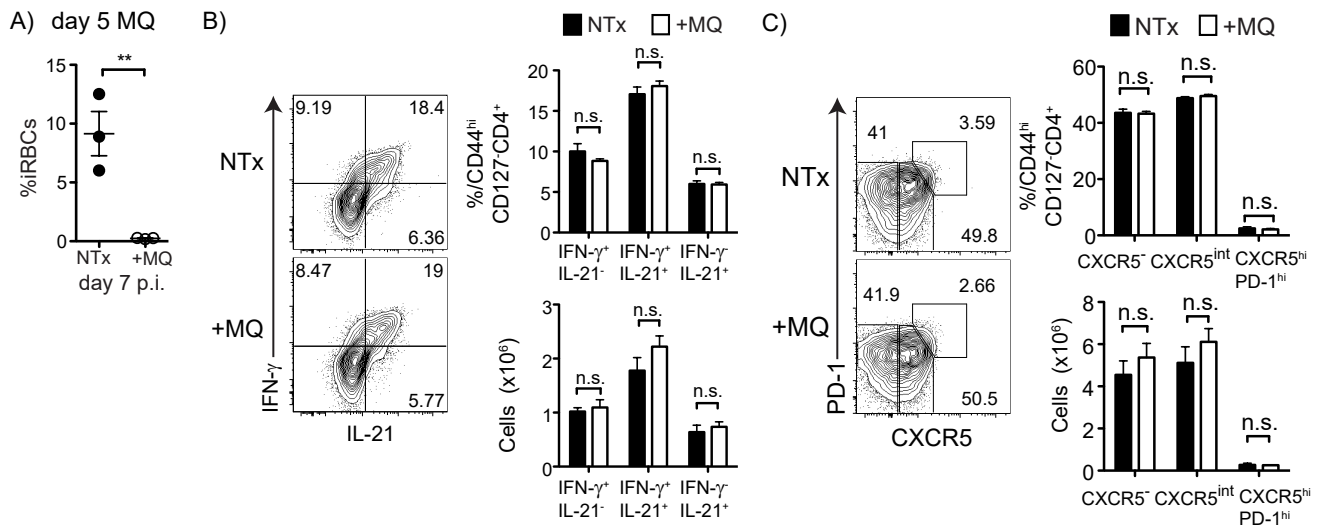 A) day 5 MQ
**
%iRBCs
15
10
5
0
NTx +MQ
day 7 p.i.
B)
NTx +MQ
NTx
9.19 18.4
6.36
+MQ
8.47 19
5.77
IFN-γ
IL-21
%/CD44hi
CD127-CD4+
20
15
10
5
0
n.s.
n.s.
n.s.
IFN-γ+ IFN-γ+ IFN-γ-
IL-21- IL-21+ IL-21+
Cells (x10⁶)
3
2
1
0
n.s.
n.s.
n.s.
IFN-γ+ IFN-γ+ IFN-γ-
IL-21- IL-21+ IL-21+
C)
NTx +MQ
NTx
41 3.59
49.8
+MQ
41.9 2.66
50.5
PD-1
CXCR5
%/CD44hi
CD127-CD4+
60
40
20
0
n.s.
n.s.
n.s.
CXCR5- CXCR5int CXCR5hi
PD-1hi
Cells (x10⁶)
8
6
4
2
0
n.s.
n.s.
n.s.
CXCR5- CXCR5int CXCR5hi
PD-1hi